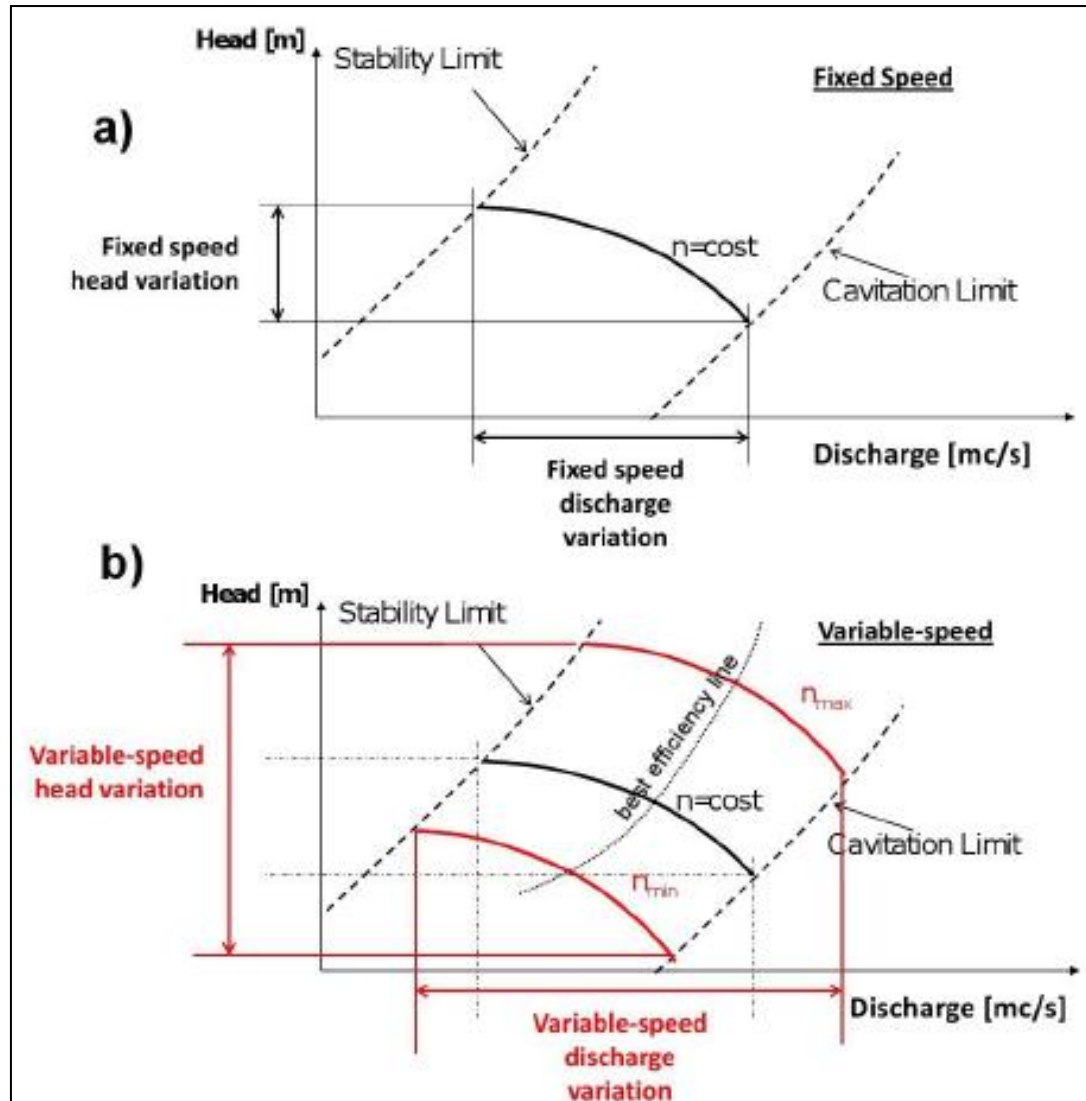 Head [m]
Stability Limit
Fixed Speed
a)
Fixed speed
head variation
n=cost
Cavitation Limit
Discharge [mc/s]
Fixed speed
discharge
variation
b)
Head [m]
Stability Limit
Variable-speed
best efficiency line
nmax
Variable-speed
head variation
n=cost
Cavitation Limit
nmin
Discharge [mc/s]
Variable-speed
discharge
variation